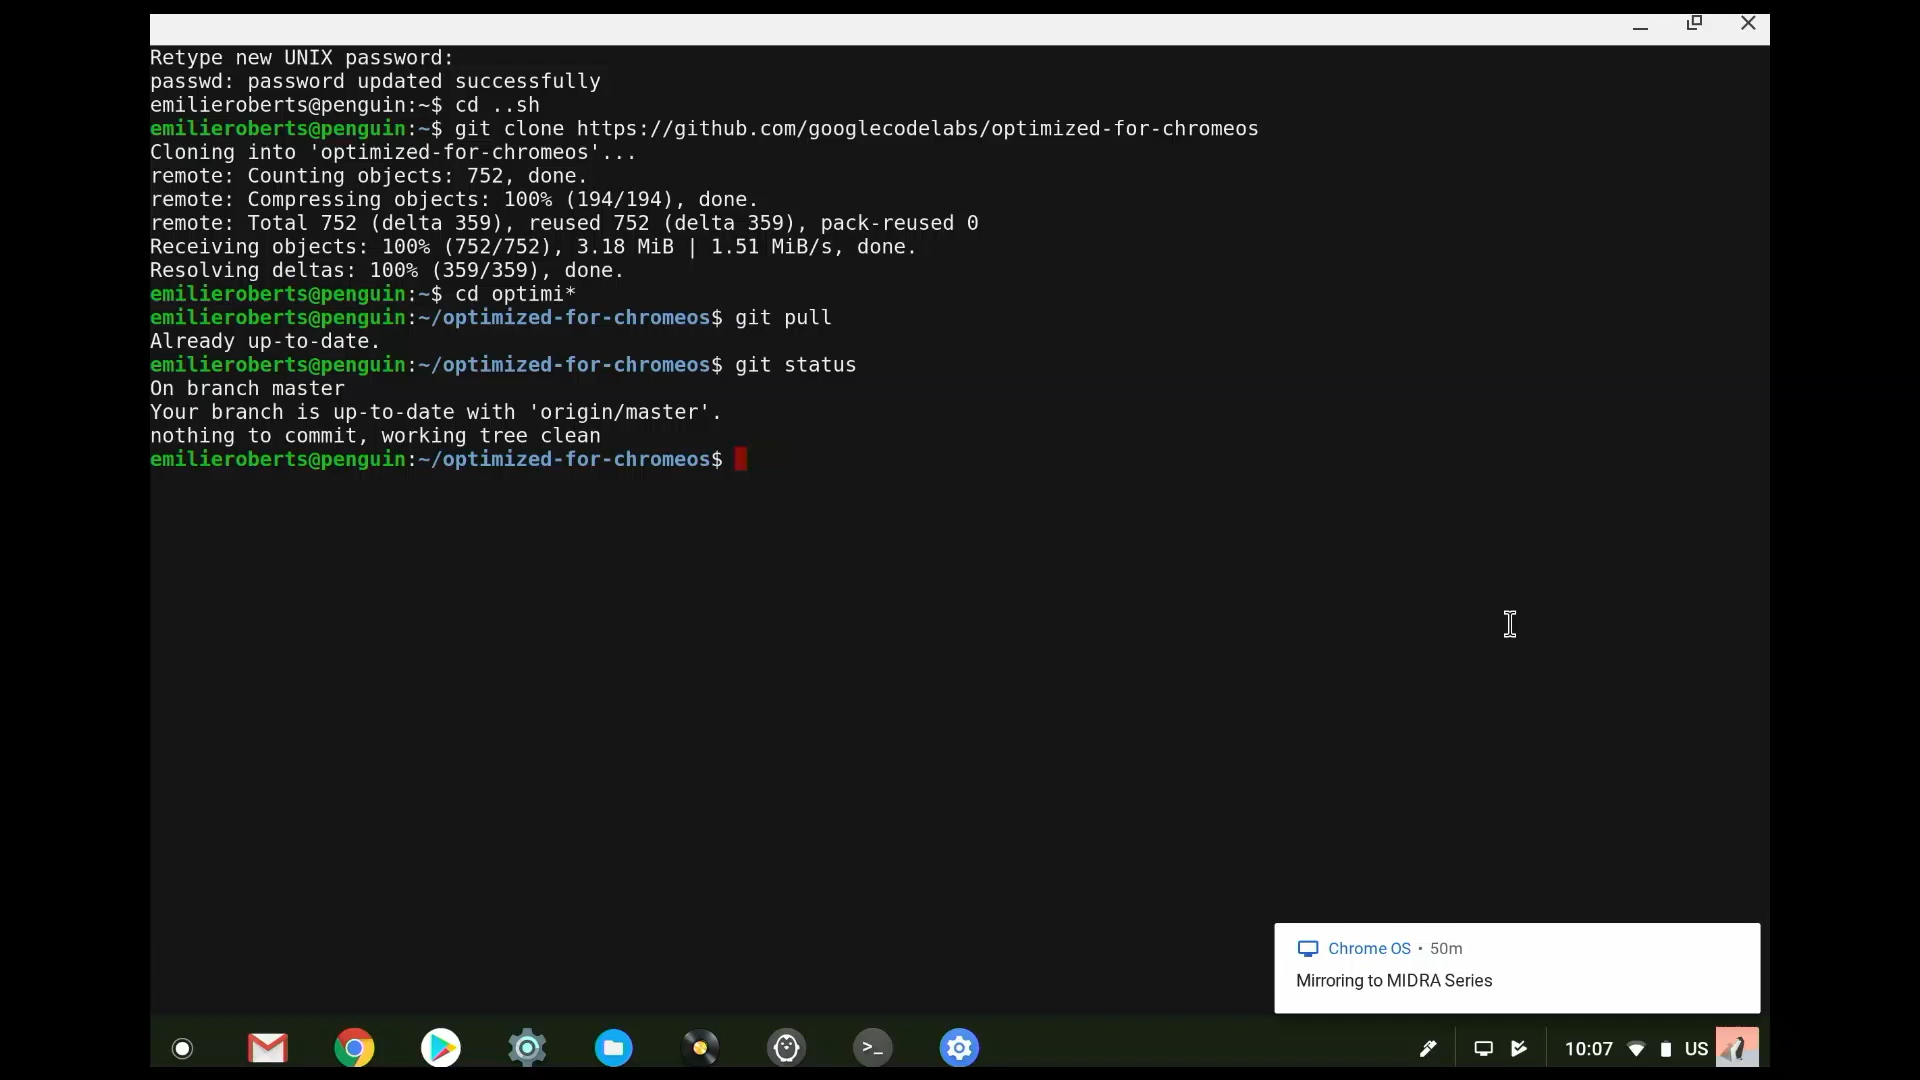 Retype new UNIX password:
passwd: password updated successfully
emilieroberts@penguin:~$ cd ..sh
emilieroberts@penguin:~$ git clone https://github.com/googlecodelabs/optimized-for-chromeos
Cloning into 'optimized-for-chromeos'...
remote: Counting objects: 752, done.
remote: Compressing objects: 100% (194/194), done.
remote: Total 752 (delta 359), reused 752 (delta 359), pack-reused 0
Receiving objects: 100% (752/752), 3.18 MiB | 1.51 MiB/s, done.
Resolving deltas: 100% (359/359), done.
emilieroberts@penguin:~$ cd optimi*
emilieroberts@penguin:~/optimized-for-chromeos$ git pull
Already up-to-date.
emilieroberts@penguin:~/optimized-for-chromeos$ git status
On branch master
Your branch is up-to-date with 'origin/master'.
nothing to commit, working tree clean
emilieroberts@penguin:~/optimized-for-chromeos$
Chrome OS • 50m
Mirroring to MIDRA Series
>_
10:07 US